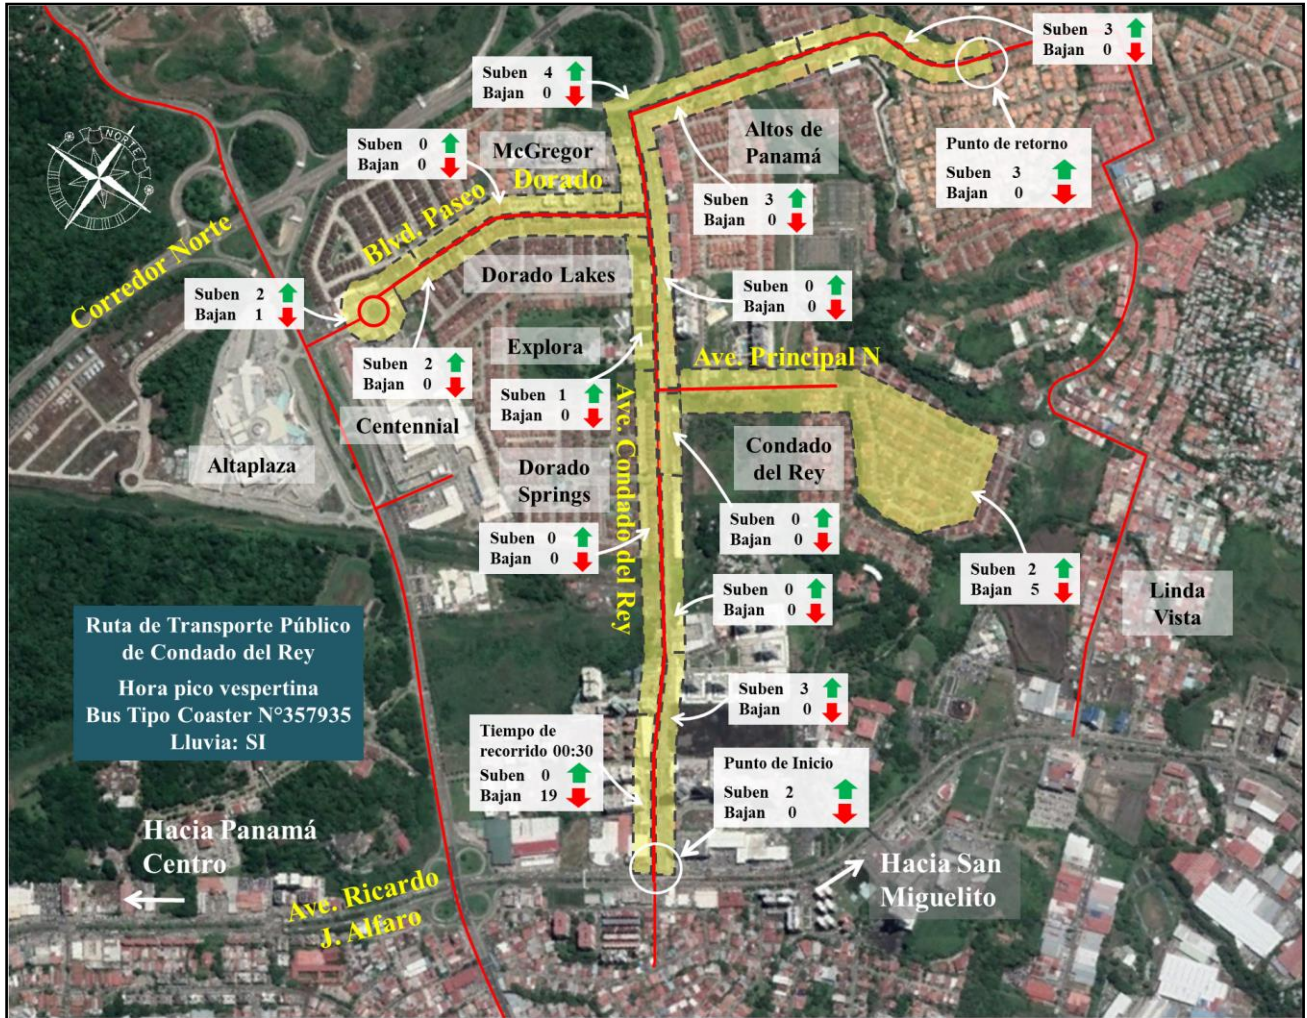 Suben 3
Bajan 0
Suben 4
Bajan 0
NORTE
Suben 0
Bajan 0
McGregor
Altos de
Panamá
Punto de retorno
Suben 3
Bajan 0
Blvd. Paseo Dorado
Suben 3
Bajan 0
Corredor Norte
Dorado Lakes
Suben 2
Bajan 1
Suben 0
Bajan 0
Explora
Ave. Principal N
Suben 2
Bajan 0
Suben 1
Bajan 0
Centennial
Altaplaza
Dorado
Springs
Ave. Condado del Rey
Condado
del Rey
Suben 0
Bajan 0
Suben 0
Bajan 0
Suben 2
Bajan 5
Suben 0
Bajan 0
Linda
Vista
Ruta de Transporte Público
de Condado del Rey
Hora pico vespertina
Bus Tipo Coaster N°357935
Lluvia: SI
Suben 3
Bajan 0
Tiempo de
recorrido 00:30
Suben 0
Bajan 19
Punto de Inicio
Suben 2
Bajan 0
Hacia Panamá
Centro
Hacia San
Miguelito
Ave. Ricardo
J. Alfaro